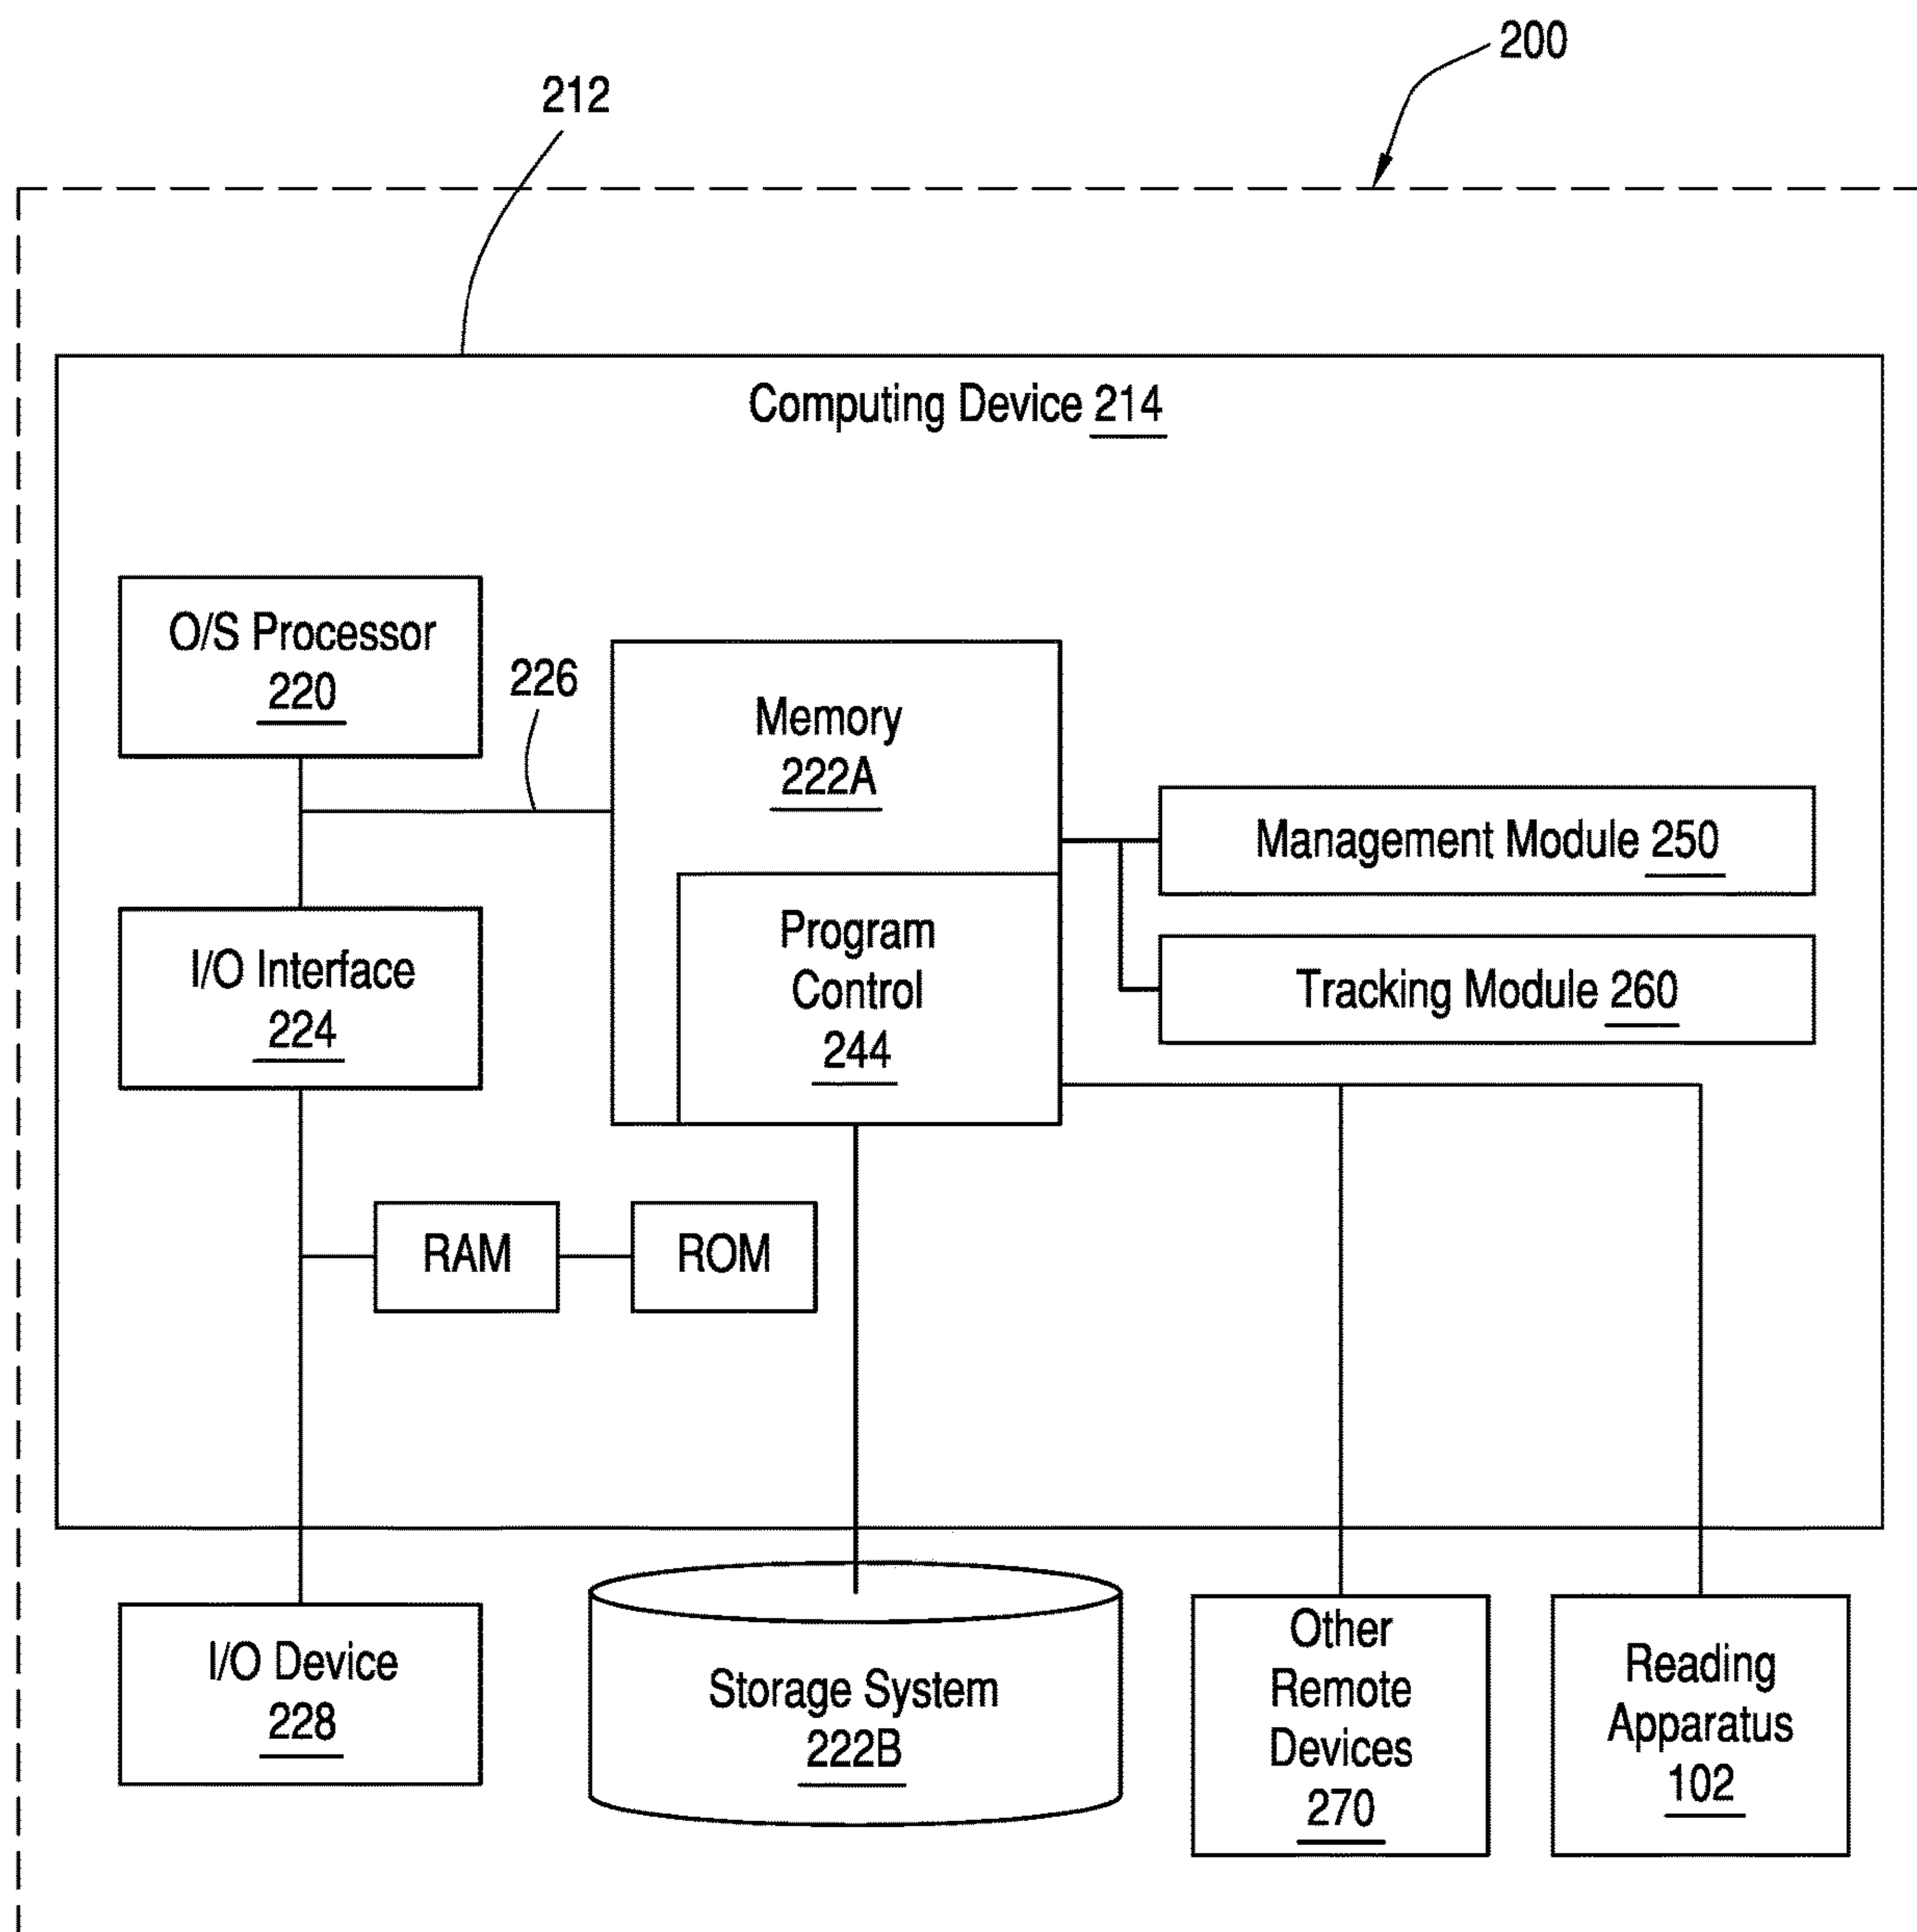 200
212
Computing Device 214
O/S Processor
220
226
Memory
222A
Management Module 250
Program
Control
244
I/O Interface
224
Tracking Module 260
RAM
ROM
I/O Device
228
Storage System
222B
Other
Remote
Devices
270
Reading
Apparatus
102